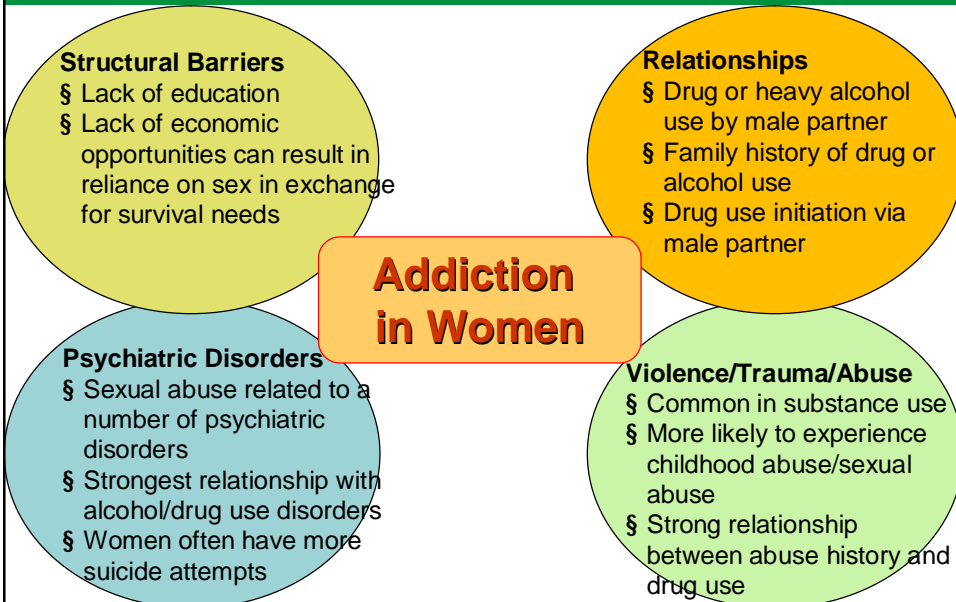 Structural Barriers
§ Lack of education
§ Lack of economic
opportunities can result in
reliance on sex in exchange
for survival needs
Relationships
§ Drug or heavy alcohol
use by male partner
§ Family history of drug or
alcohol use
§ Drug use initiation via
male partner
Addiction
in Women
Psychiatric Disorders
§ Sexual abuse related to a
number of psychiatric
disorders
§ Strongest relationship with
alcohol/drug use disorders
§ Women often have more
suicide attempts
Violence/Trauma/Abuse
§ Common in substance use
§ More likely to experience
childhood abuse/sexual
abuse
§ Strong relationship
between abuse history and
drug use